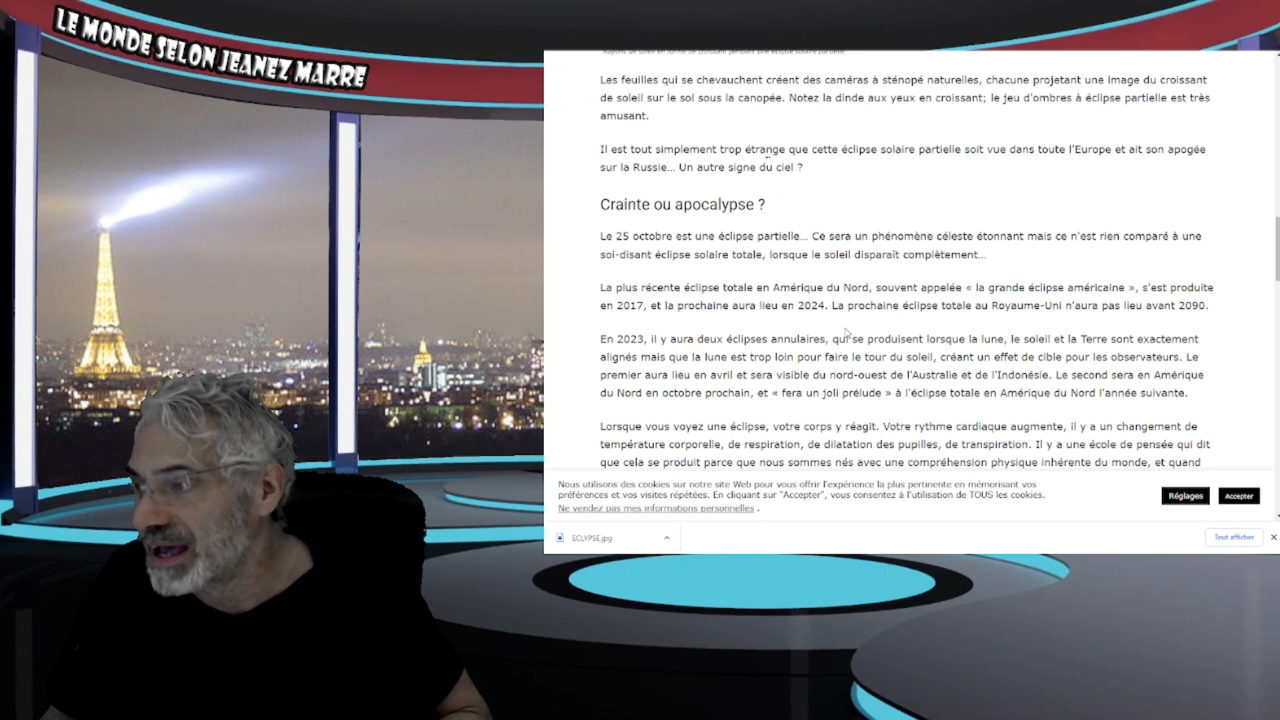 LE MONDE SELON JEANEZ MARRE
Rayons de soleil en forme de croissant pendant une éclipse solaire partielle
Les feuilles qui se chevauchent créent des caméras à sténopé naturelles, chacune projetant une image du croissant
de soleil sur le sol sous la canopée. Notez la dinde aux yeux en croissant; le jeu d'ombres à éclipse partielle est très
amusant.
Il est tout simplement trop étrange que cette éclipse solaire partielle soit vue dans toute l'Europe et ait son apogée
sur la Russie... Un autre signe du ciel ?
Crainte ou apocalypse ?
Le 25 octobre est une éclipse partielle... Ce sera un phénomène céleste étonnant mais ce n'est rien comparé à une
soi-disant éclipse solaire totale, lorsque le soleil disparaît complètement...
La plus récente éclipse totale en Amérique du Nord, souvent appelée « la grande éclipse américaine », s'est produite
en 2017, et la prochaine aura lieu en 2024. La prochaine éclipse totale au Royaume-Uni n'aura pas lieu avant 2090.
En 2023, il y aura deux éclipses annulaires, qui se produisent lorsque la lune, le soleil et la Terre sont exactement
alignés mais que la lune est trop loin pour faire le tour du soleil, créant un effet de cible pour les observateurs. Le
premier aura lieu en avril et sera visible du nord-ouest de l'Australie et de l'Indonésie. Le second sera en Amérique
du Nord en octobre prochain, et « fera un joli prélude » à l'éclipse totale en Amérique du Nord l'année suivante.
Lorsque vous voyez une éclipse, votre corps y réagit. Votre rythme cardiaque augmente, il y a un changement de
température corporelle, de respiration, de dilatation des pupilles, de transpiration. Il y a une école de pensée qui dit
que cela se produit parce que nous sommes nés avec une compréhension physique inhérente du monde, et quand
Nous utilisons des cookies sur notre site Web pour vous offrir l'expérience la plus pertinente en mémorisant vos
préférences et vos visites répétées. En cliquant sur "Accepter", vous consentez à l'utilisation de TOUS les cookies.
Ne vendez pas mes informations personnelles .
Réglages
Accepter
ECLYPSE.jpg
Tout afficher